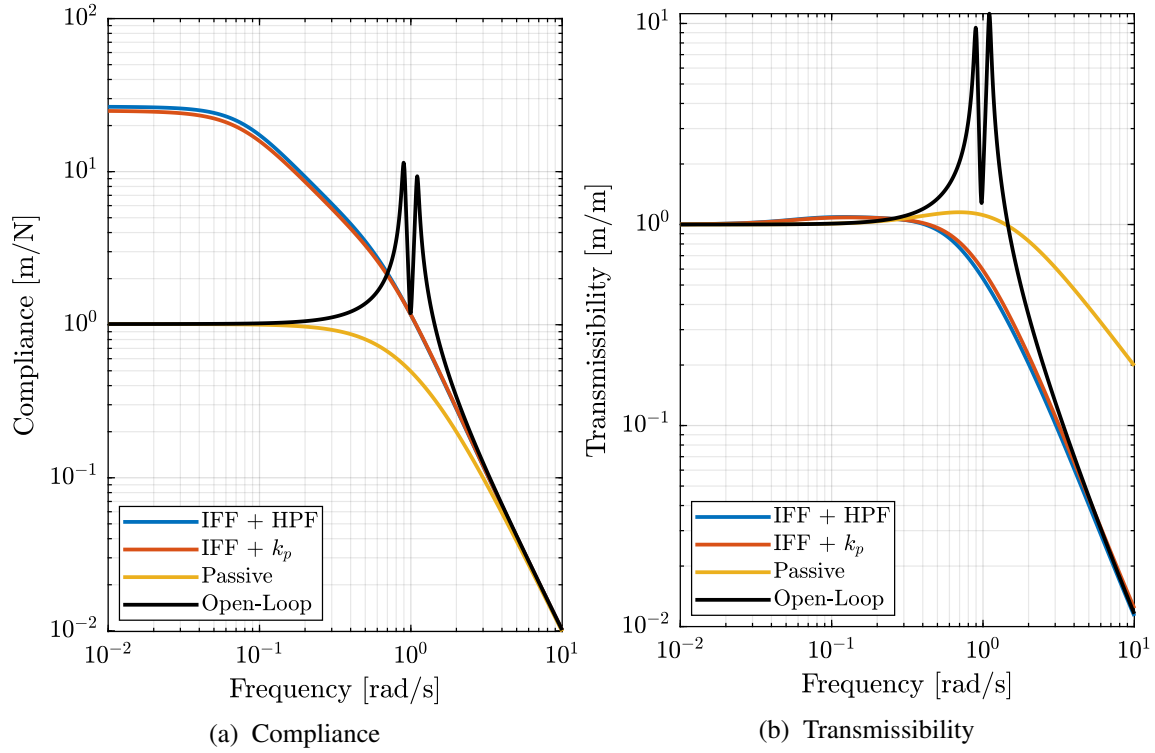 Compliance [m/N]
10^2
10^1
10^0
10^-1
10^-2
IFF + HPF
IFF + k_p
Passive
Open-Loop
10^-2
10^-1
10^0
10^1
Frequency [rad/s]
(a) Compliance
Transmissibility [m/m]
10^1
10^0
10^-1
10^-2
IFF + HPF
IFF + k_p
Passive
Open-Loop
10^-2
10^-1
10^0
10^1
Frequency [rad/s]
(b) Transmissibility